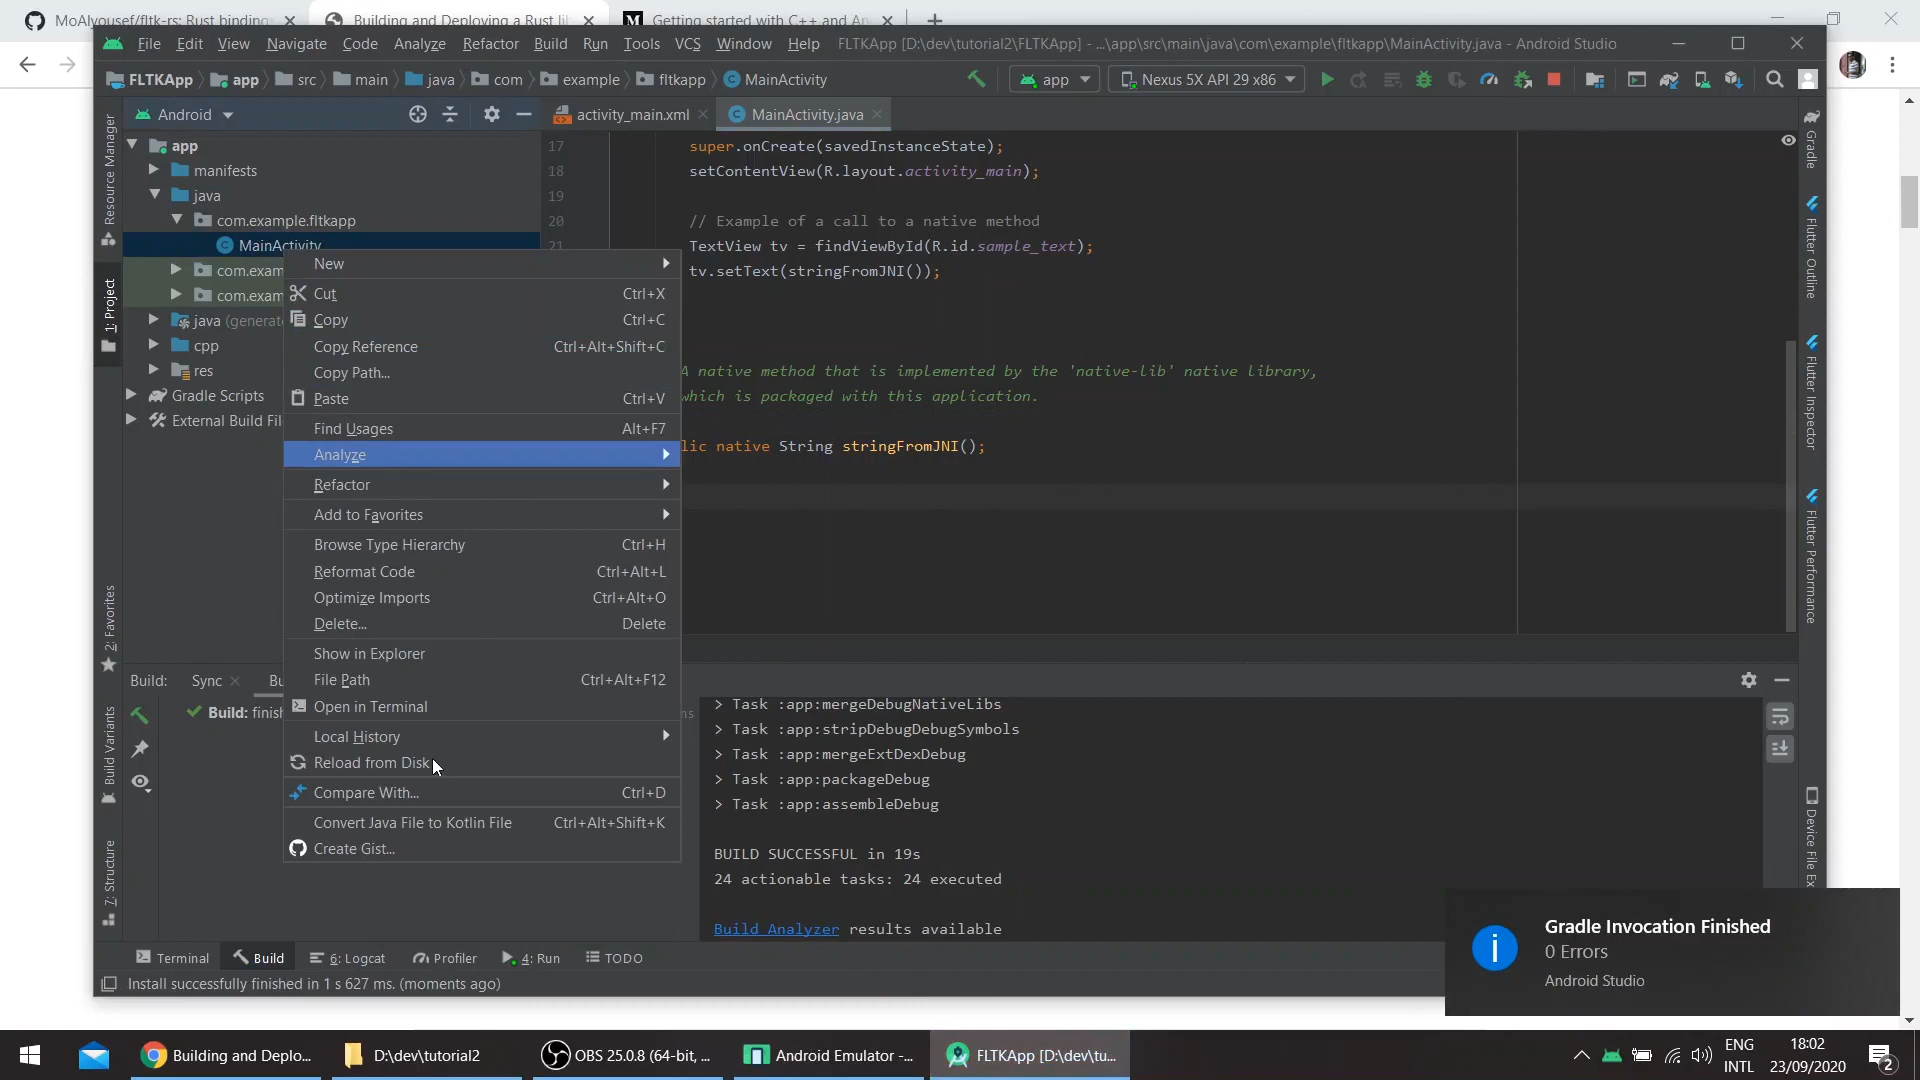 MoAlyousef/fltk-rs: Rust binding
Building and Deploying a Rust lib
Getting started with C++ and An
File Edit View Navigate Code Analyze Refactor Build Run Tools VCS Window Help FLTKApp [D:\dev\tutorial2\FLTKApp] - ...\app\src\main\java\com\example\fltkapp\MainActivity.java - Android Studio
FLTKApp app src main java com example fltkapp MainActivity app Nexus 5X API 29 x86
Android activity_main.xml MainActivity.java
Resource Manager
1: Project
2: Favorites
Build Variants
7: Structure
app
manifests
java
com.example.fltkapp
MainActivity
com.exam
com.exam
java (generate
cpp
res
Gradle Scripts
External Build Fil
New
Cut Ctrl+X
Copy Ctrl+C
Copy Reference Ctrl+Alt+Shift+C
Copy Path...
Paste Ctrl+V
Find Usages Alt+F7
Analyze
Refactor
Add to Favorites
Browse Type Hierarchy Ctrl+H
Reformat Code Ctrl+Alt+L
Optimize Imports Ctrl+Alt+O
Delete... Delete
Show in Explorer
File Path Ctrl+Alt+F12
Open in Terminal
Local History
Reload from Disk
Compare With... Ctrl+D
Convert Java File to Kotlin File Ctrl+Alt+Shift+K
Create Gist...
17 super.onCreate(savedInstanceState);
18 setContentView(R.layout.activity_main);
19
20 // Example of a call to a native method
21 TextView tv = findViewById(R.id.sample_text);
tv.setText(stringFromJNI());
A native method that is implemented by the 'native-lib' native library,
which is packaged with this application.
lic native String stringFromJNI();
Gradle
Flutter Outline
Flutter Inspector
Flutter Performance
Device File Ex
Build: Sync Bu
Build: finish ms
> Task :app:mergeDebugNativeLibs
> Task :app:stripDebugDebugSymbols
> Task :app:mergeExtDexDebug
> Task :app:packageDebug
> Task :app:assembleDebug
BUILD SUCCESSFUL in 19s
24 actionable tasks: 24 executed
Build Analyzer results available
Gradle Invocation Finished
0 Errors
Android Studio
Terminal Build 6: Logcat Profiler 4: Run TODO
Install successfully finished in 1 s 627 ms. (moments ago)
Building and Deplo... D:\dev\tutorial2 OBS 25.0.8 (64-bit, ... Android Emulator -... FLTKApp [D:\dev\tu...
ENG
INTL
18:02
23/09/2020
2